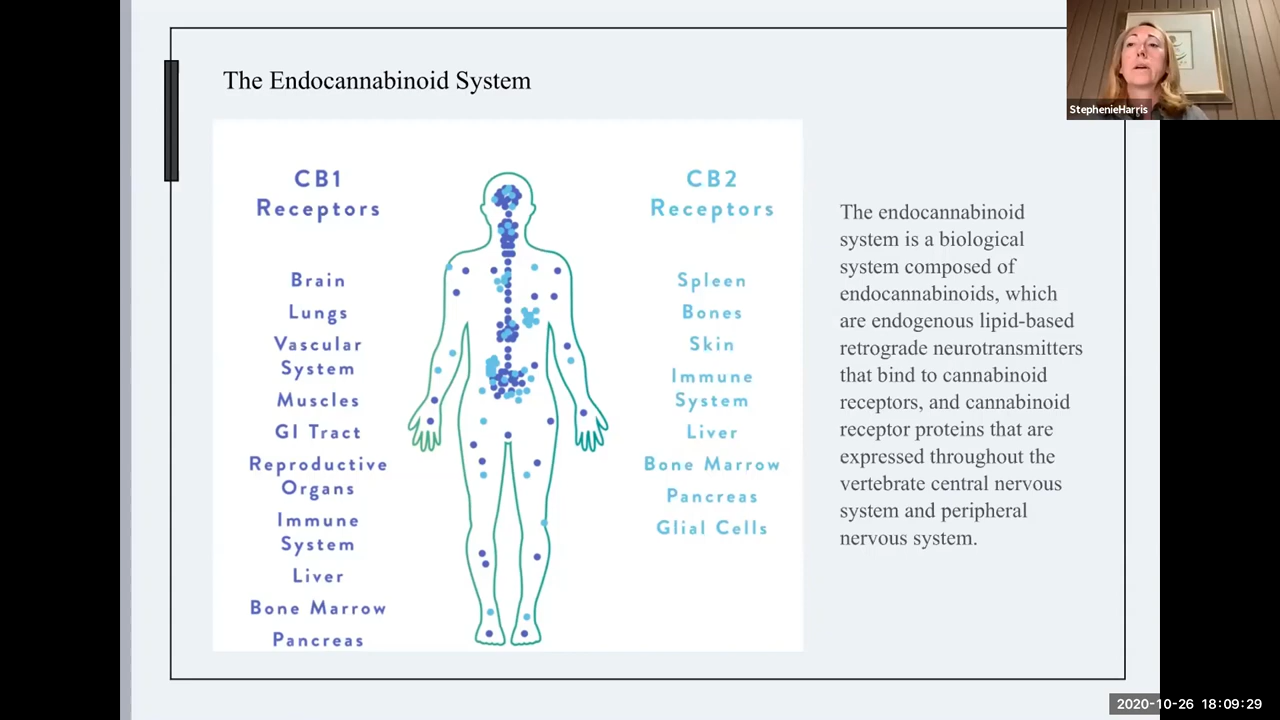 The Endocannabinoid System
CB1
Receptors
Brain
Lungs
Vascular
System
Muscles
GI Tract
Reproductive
Organs
Immune
System
Liver
Bone Marrow
Pancreas
CB2
Receptors
Spleen
Bones
Skin
Immune
System
Liver
Bone Marrow
Pancreas
Glial Cells
The endocannabinoid
system is a biological
system composed of
endocannabinoids, which
are endogenous lipid-based
retrograde neurotransmitters
that bind to cannabinoid
receptors, and cannabinoid
receptor proteins that are
expressed throughout the
vertebrate central nervous
system and peripheral
nervous system.
StephenieHarris
2020-10-26 18:09:29